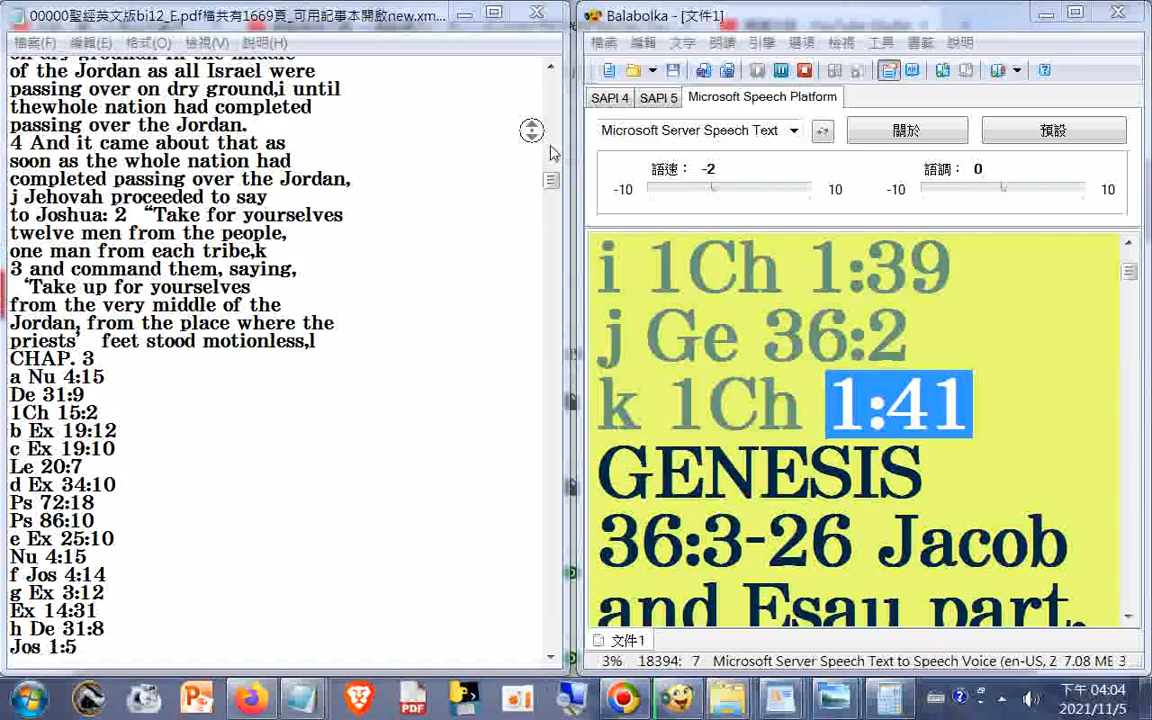 00000聖經英文版bi12_E.pdf檔共有1669頁_可用記事本開啟new.xm...
檔案(F) 編輯(E) 格式(O) 檢視(V) 說明(H)
of the Jordan as all Israel were
passing over on dry ground,i until
thewhole nation had completed
passing over the Jordan.
4 And it came about that as
soon as the whole nation had
completed passing over the Jordan,
j Jehovah proceeded to say
to Joshua: 2 “Take for yourselves
twelve men from the people,
one man from each tribe,k
3 and command them, saying,
‘Take up for yourselves
from the very middle of the
Jordan, from the place where the
priests’ feet stood motionless,l
CHAP. 3
a Nu 4:15
De 31:9
1Ch 15:2
b Ex 19:12
c Ex 19:10
Le 20:7
d Ex 34:10
Ps 72:18
Ps 86:10
e Ex 25:10
Nu 4:15
f Jos 4:14
g Ex 3:12
Ex 14:31
h De 31:8
Jos 1:5
Balabolka - [文件1]
檔案 編輯 文字 朗讀 引擎 選項 檢視 工具 書籤 說明
SAPI 4 SAPI 5 Microsoft Speech Platform
Microsoft Server Speech Text 關於 預設
語速: -2 語調: 0
-10 10 -10 10
i 1Ch 1:39
j Ge 36:2
k 1Ch 1:41
GENESIS
36:3-26 Jacob
and Esau part.
文件1
3% 18394: 7 Microsoft Server Speech Text to Speech Voice (en-US, 2 7.08 MB 3
PDF
下午 04:04
2021/11/5